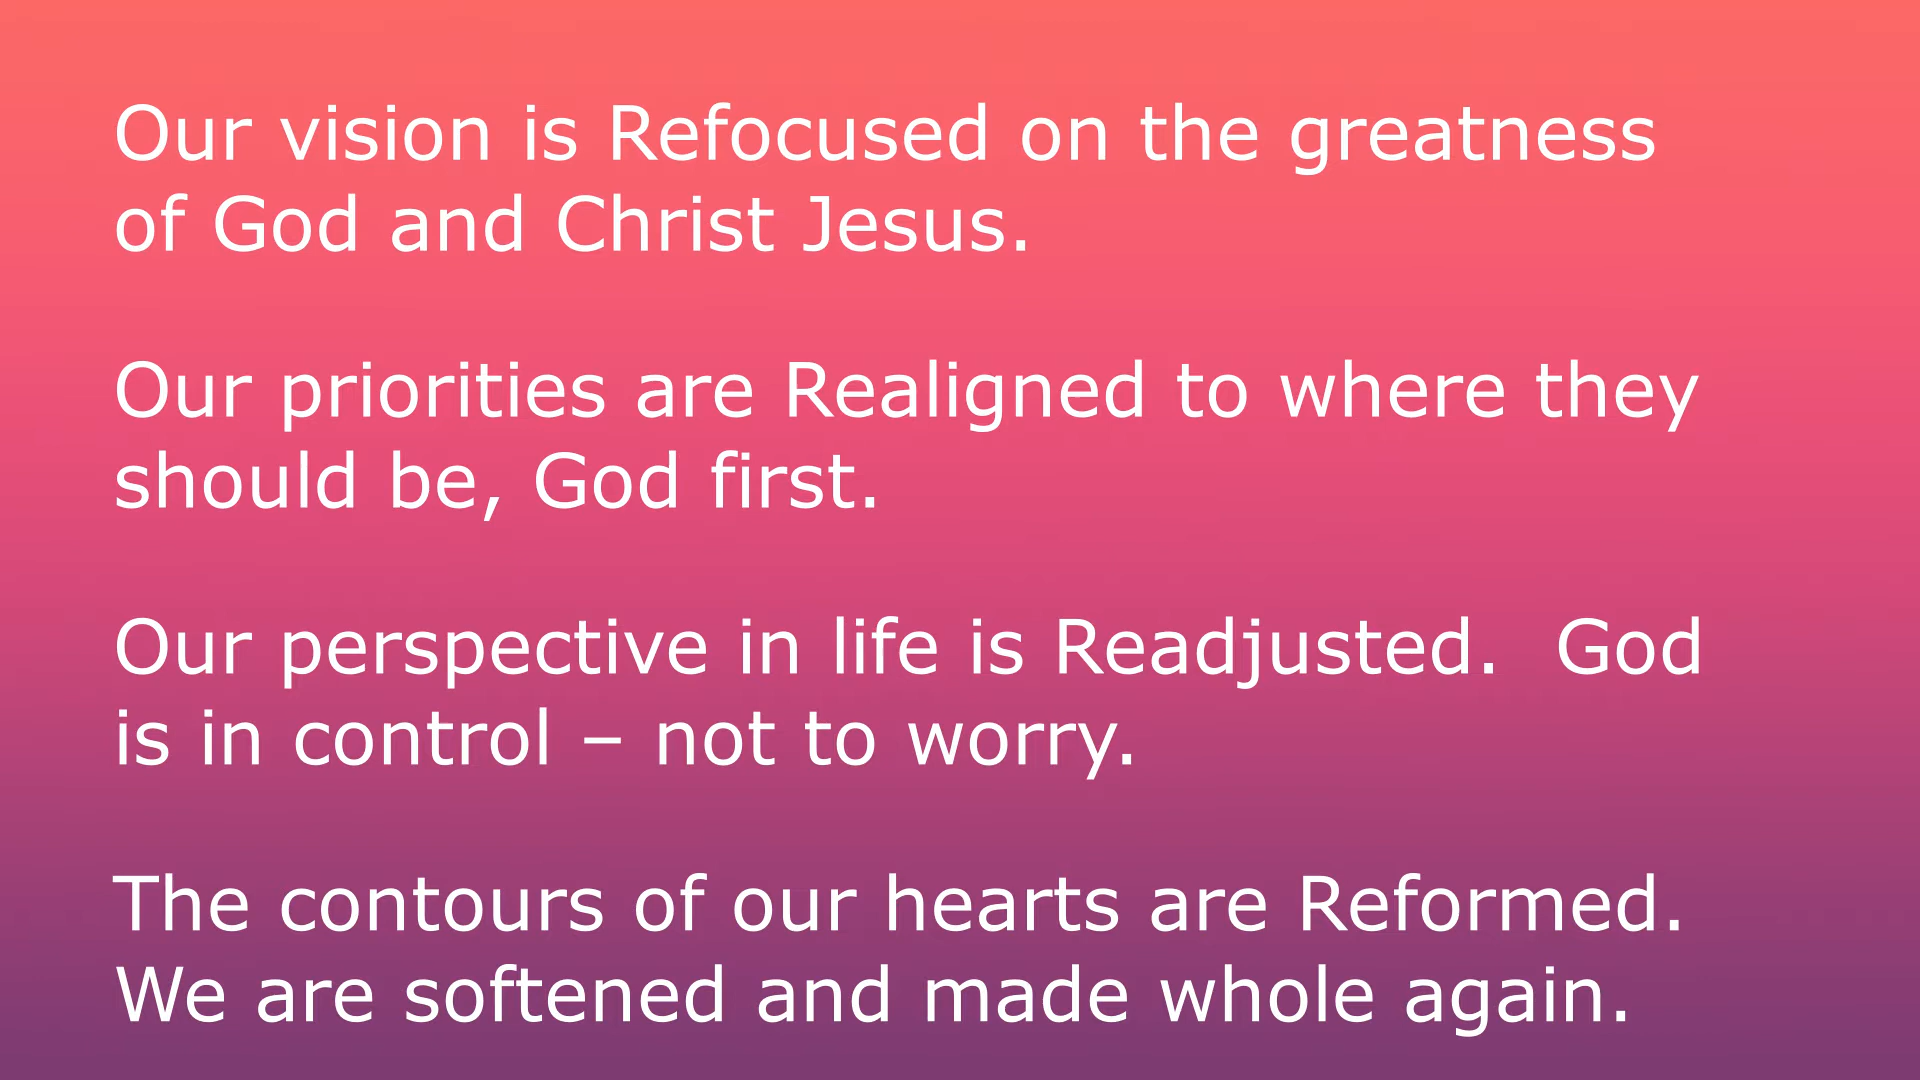 Our vision is Refocused on the greatness
of God and Christ Jesus.
Our priorities are Realigned to where they
should be, God first.
Our perspective in life is Readjusted.  God
is in control – not to worry.
The contours of our hearts are Reformed.
We are softened and made whole again.